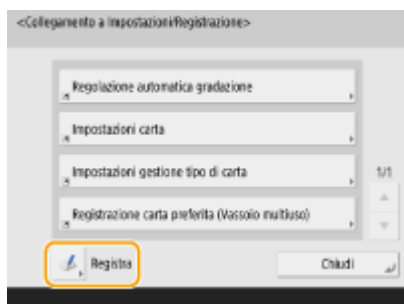 <Collegamento a Impostazioni/Registrazione>
Regolazione automatica gradazione
Impostazioni carta
Impostazioni gestione tipo di carta
1/1
Registrazione carta preferita (Vassoio multiuso)
Registra
Chiudi